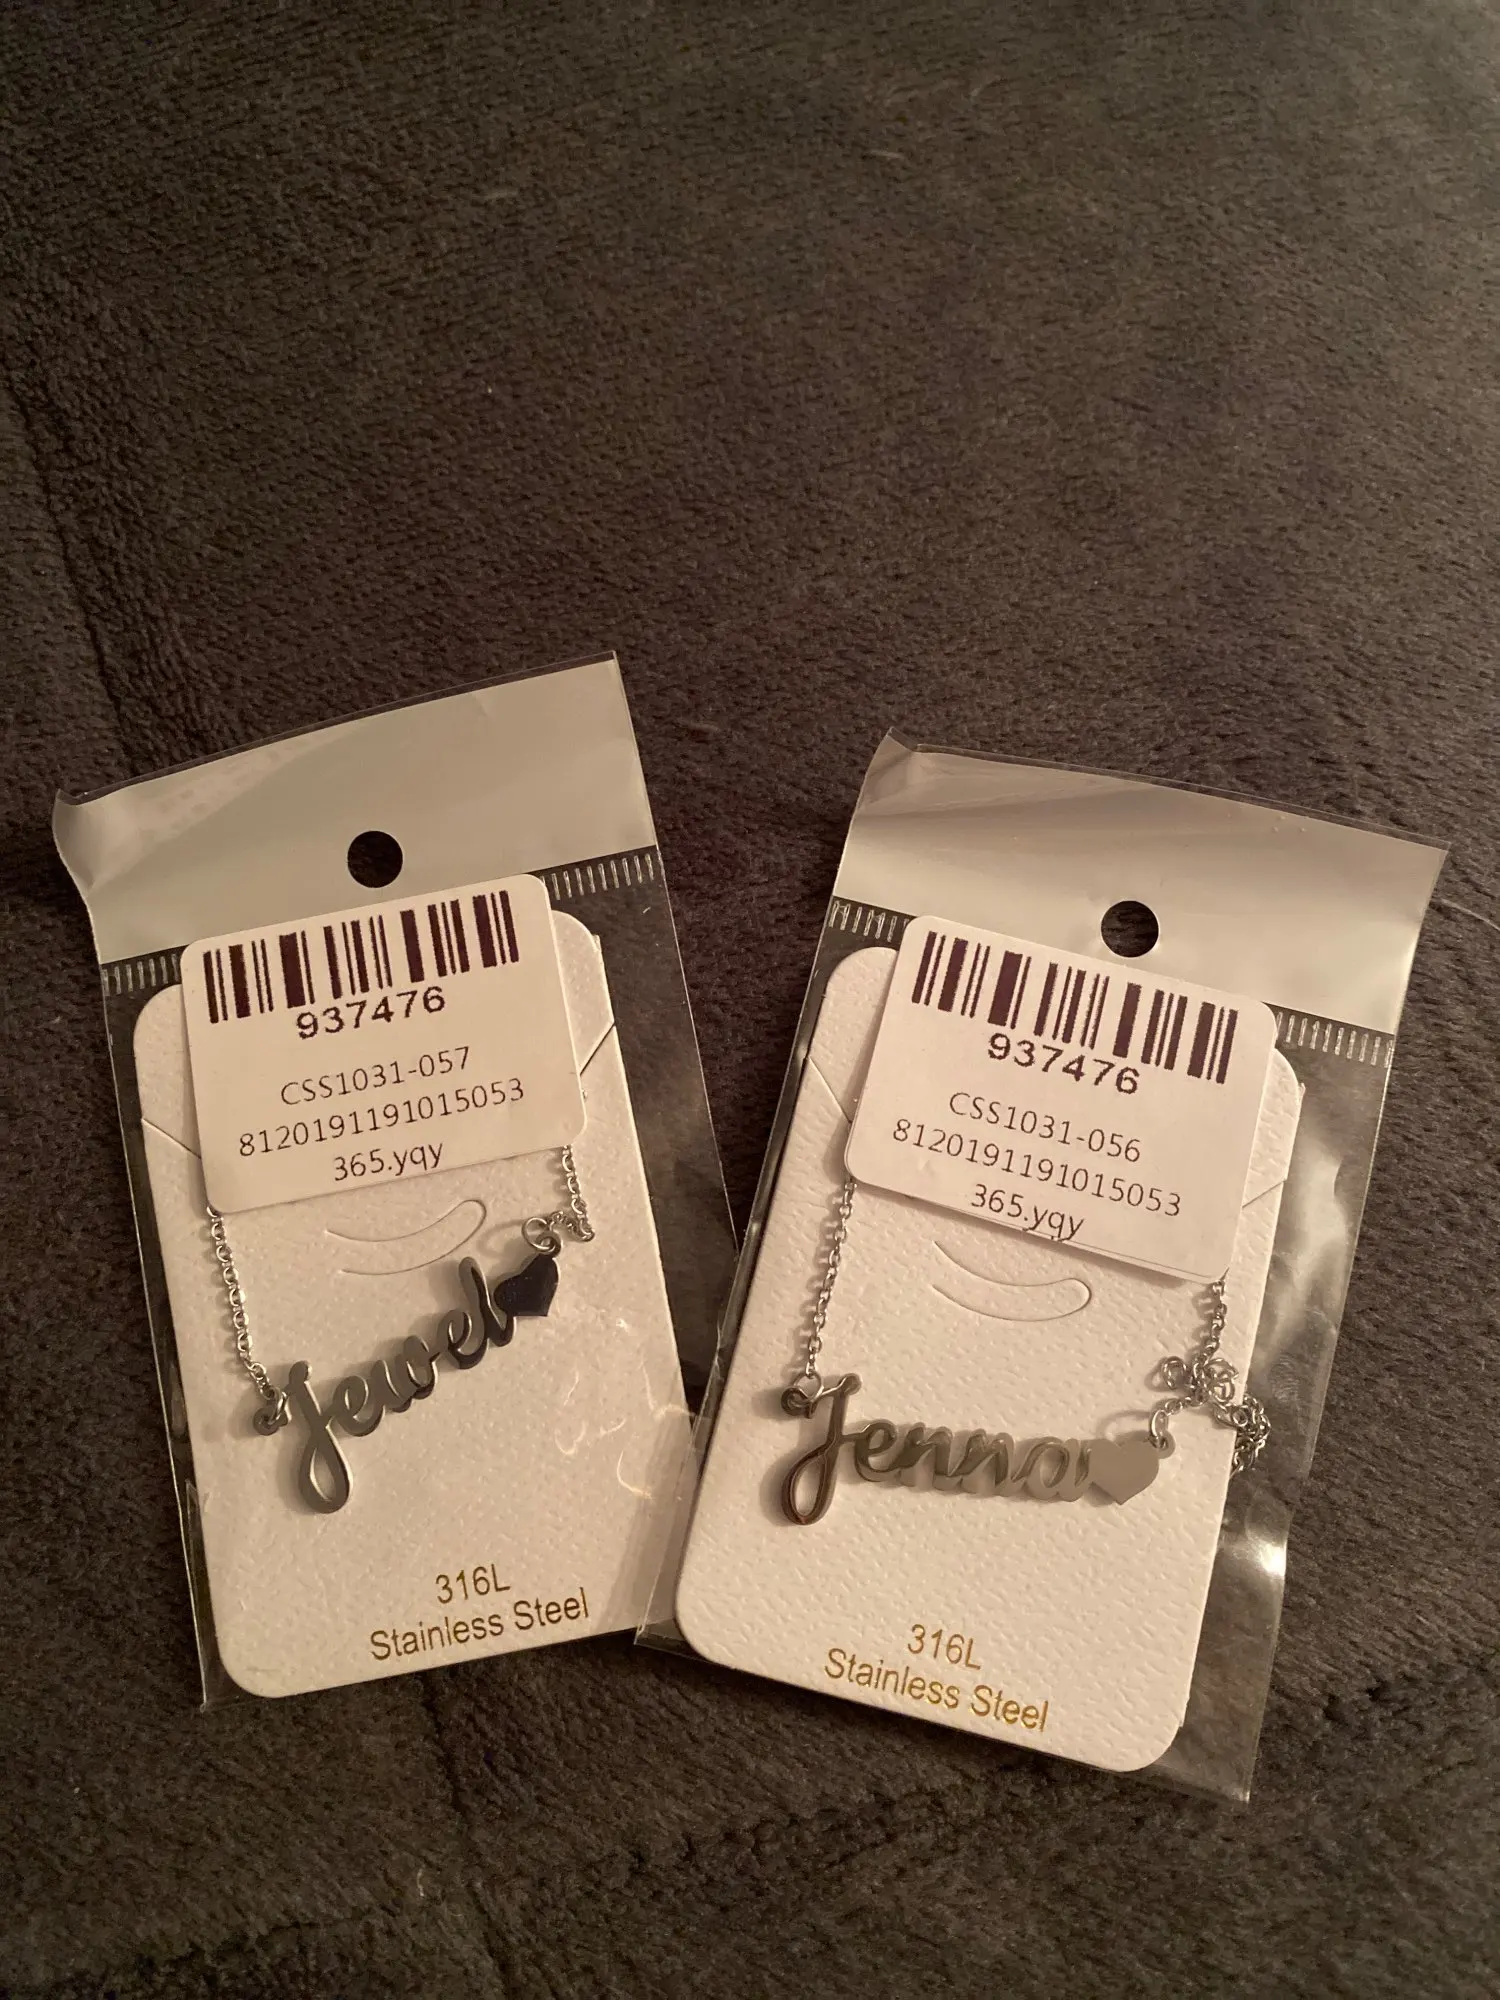 937476
CSS1031-057
8120191191015053
365.yqy
Jewel
316L
Stainless Steel
937476
CSS1031-056
8120191191015053
365.yqy
Jenna
316L
Stainless Steel